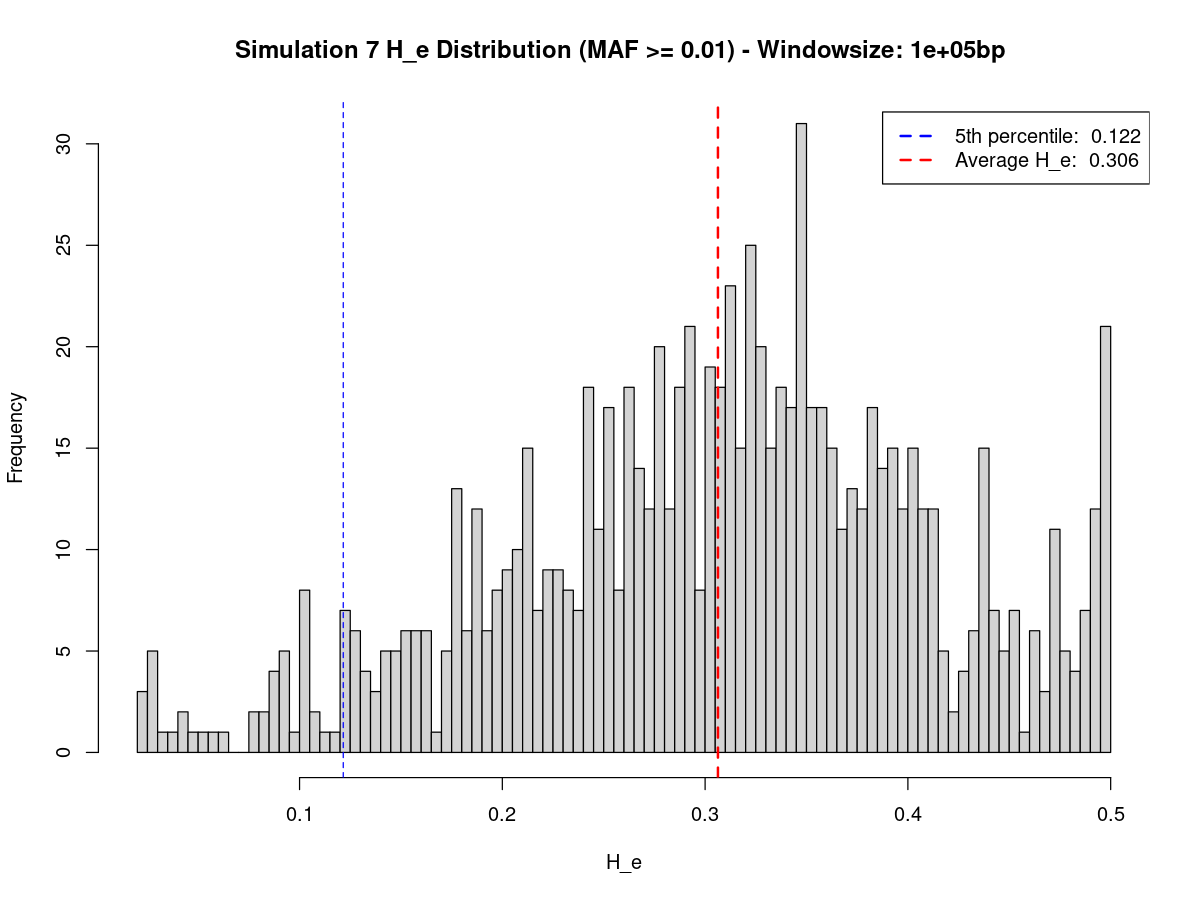 Simulation 7 H_e Distribution (MAF >= 0.01) - Windowsize: 1e+05bp
5th percentile: 0.122
Average H_e: 0.306
Frequency
30
25
20
15
10
5
0
0.1 0.2 0.3 0.4 0.5
H_e